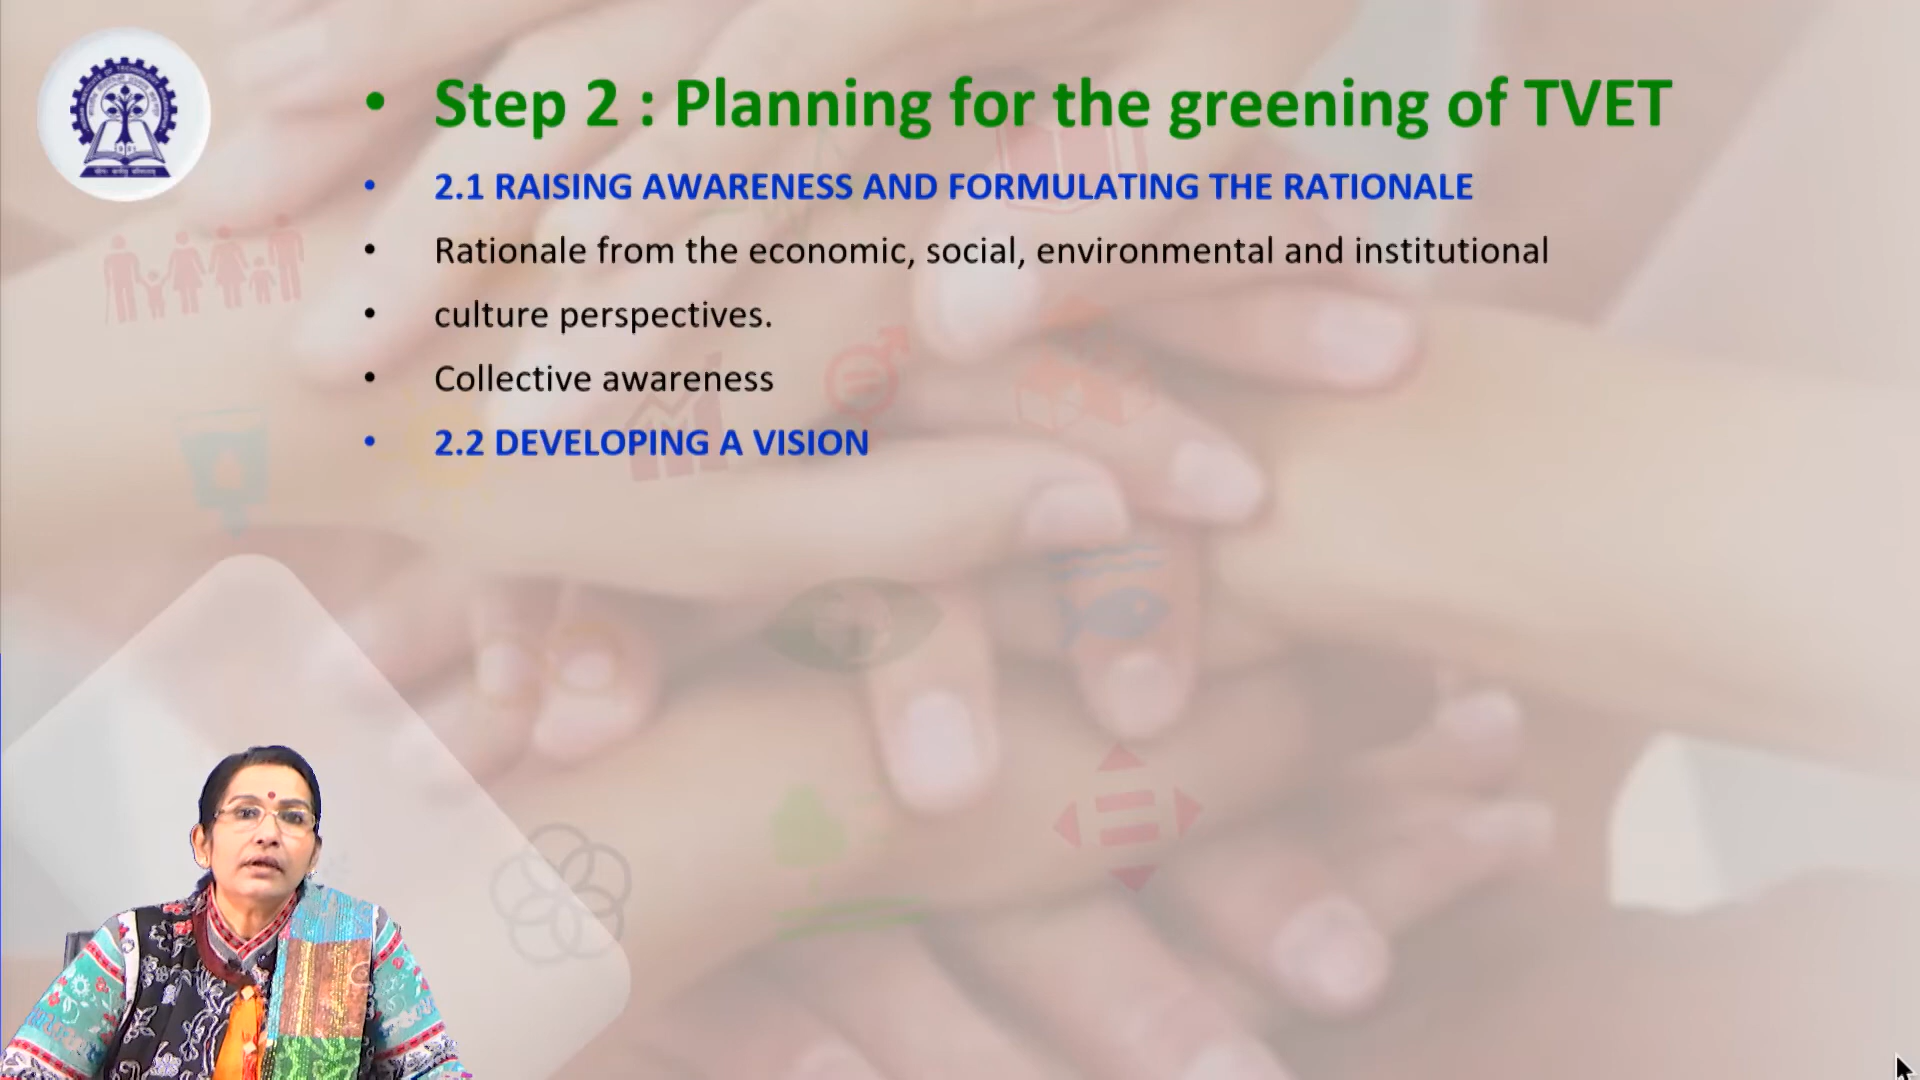 • Step 2 : Planning for the greening of TVET
• 2.1 RAISING AWARENESS AND FORMULATING THE RATIONALE
• Rationale from the economic, social, environmental and institutional
• culture perspectives.
• Collective awareness
• 2.2 DEVELOPING A VISION